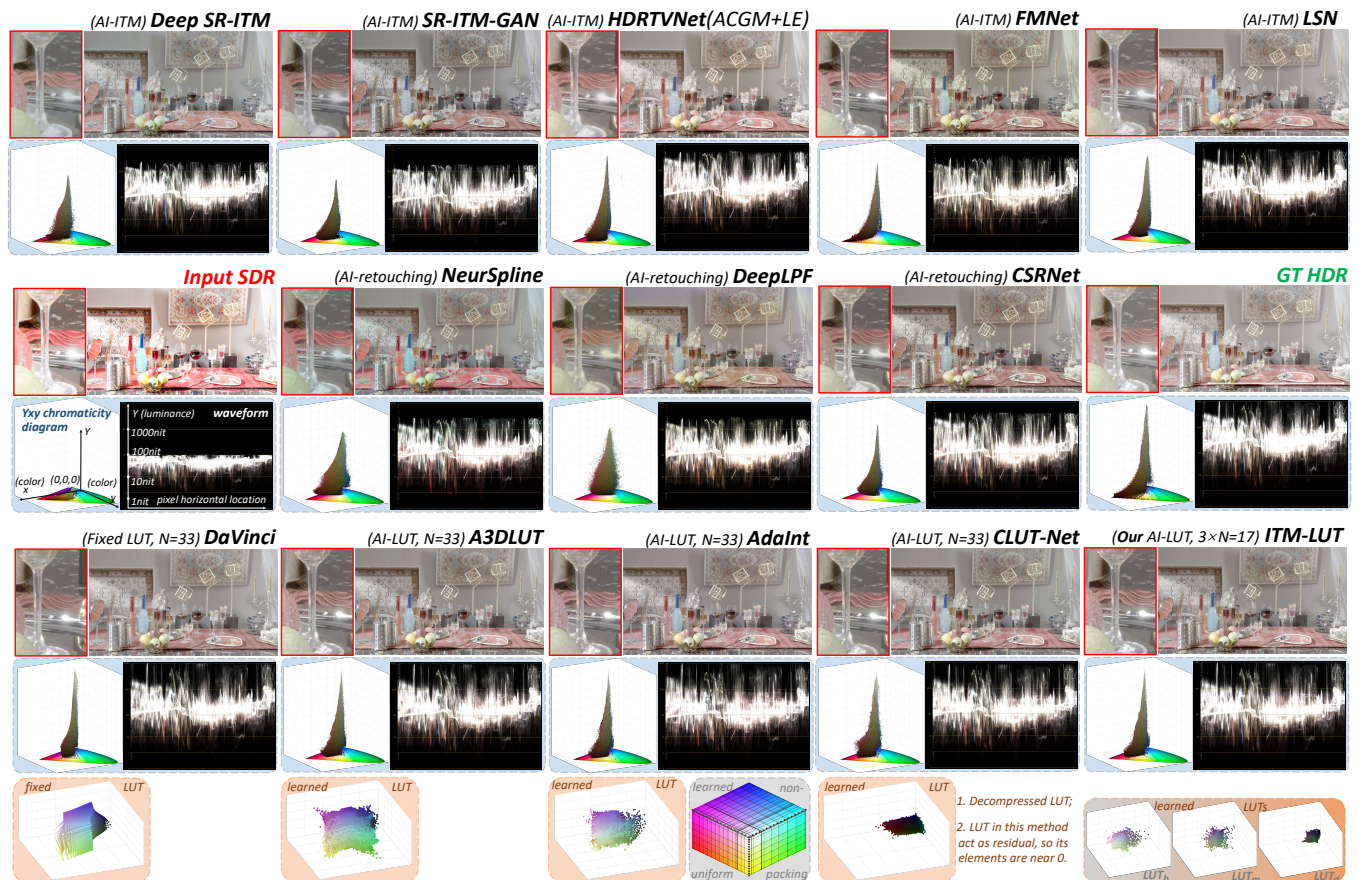 (AI-ITM) Deep SR-ITM
(AI-ITM) SR-ITM-GAN
(AI-ITM) HDRTVNet(ACGM+LE)
(AI-ITM) FMNet
(AI-ITM) LSN
Input SDR
(AI-retouching) NeurSpline
(AI-retouching) DeepLPF
(AI-retouching) CSRNet
GT HDR
Yxy chromaticity
diagram
Y
(color)
x
(0,0,0)
(color)
y
Y (luminance)
waveform
1000nit
100nit
10nit
1nit
pixel horizontal location
(Fixed LUT, N=33) DaVinci
(AI-LUT, N=33) A3DLUT
(AI-LUT, N=33) AdaInt
(AI-LUT, N=33) CLUT-Net
(Our AI-LUT, 3×N=17) ITM-LUT
fixed LUT
learned LUT
learned LUT
learned non-
uniform packing
learned LUT
1. Decompressed LUT;
2. LUT in this method
act as residual, so its
elements are near 0.
learned LUTs
LUT_b LUT_m LUT_d